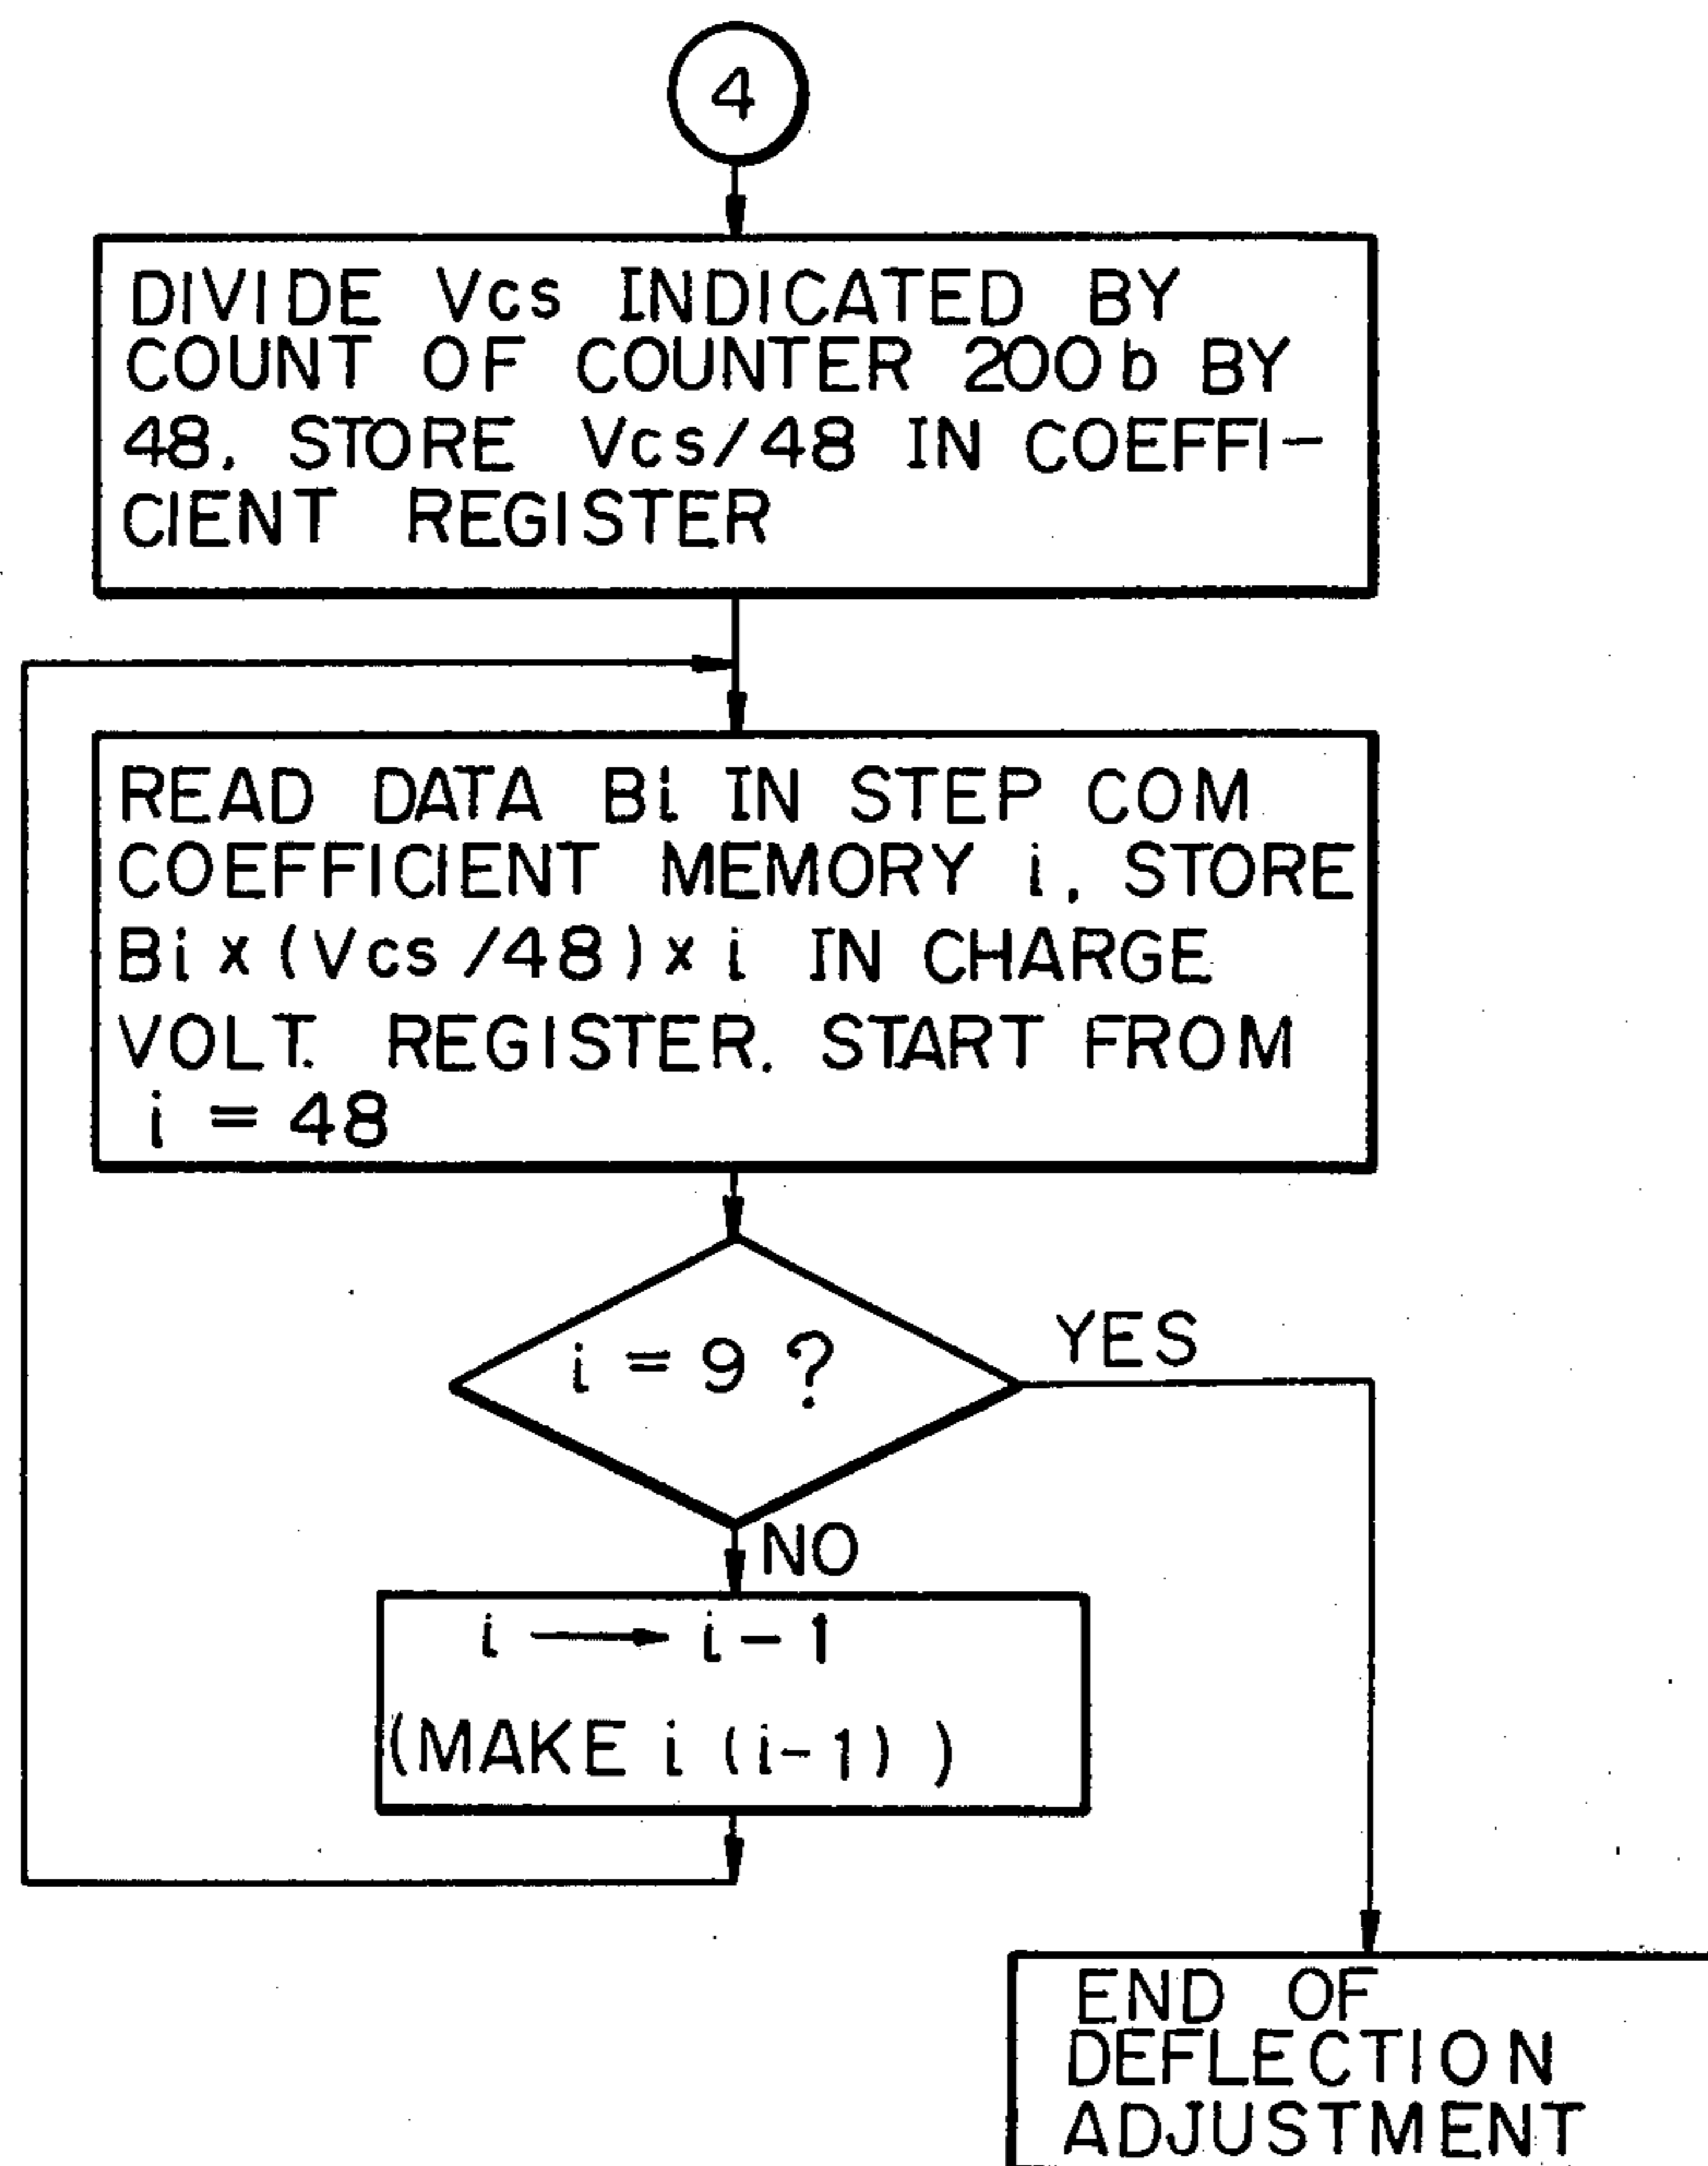 4
DIVIDE Vcs INDICATED BY
COUNT OF COUNTER 200b BY
48, STORE Vcs/48 IN COEFFI-
CIENT REGISTER
READ DATA Bi IN STEP COM
COEFFICIENT MEMORY i, STORE
Bi x (Vcs/48) x i IN CHARGE
VOLT. REGISTER. START FROM
i = 48
i = 9 ?
YES
NO
i → i-1
(MAKE i (i-1) )
END OF
DEFLECTION
ADJUSTMENT